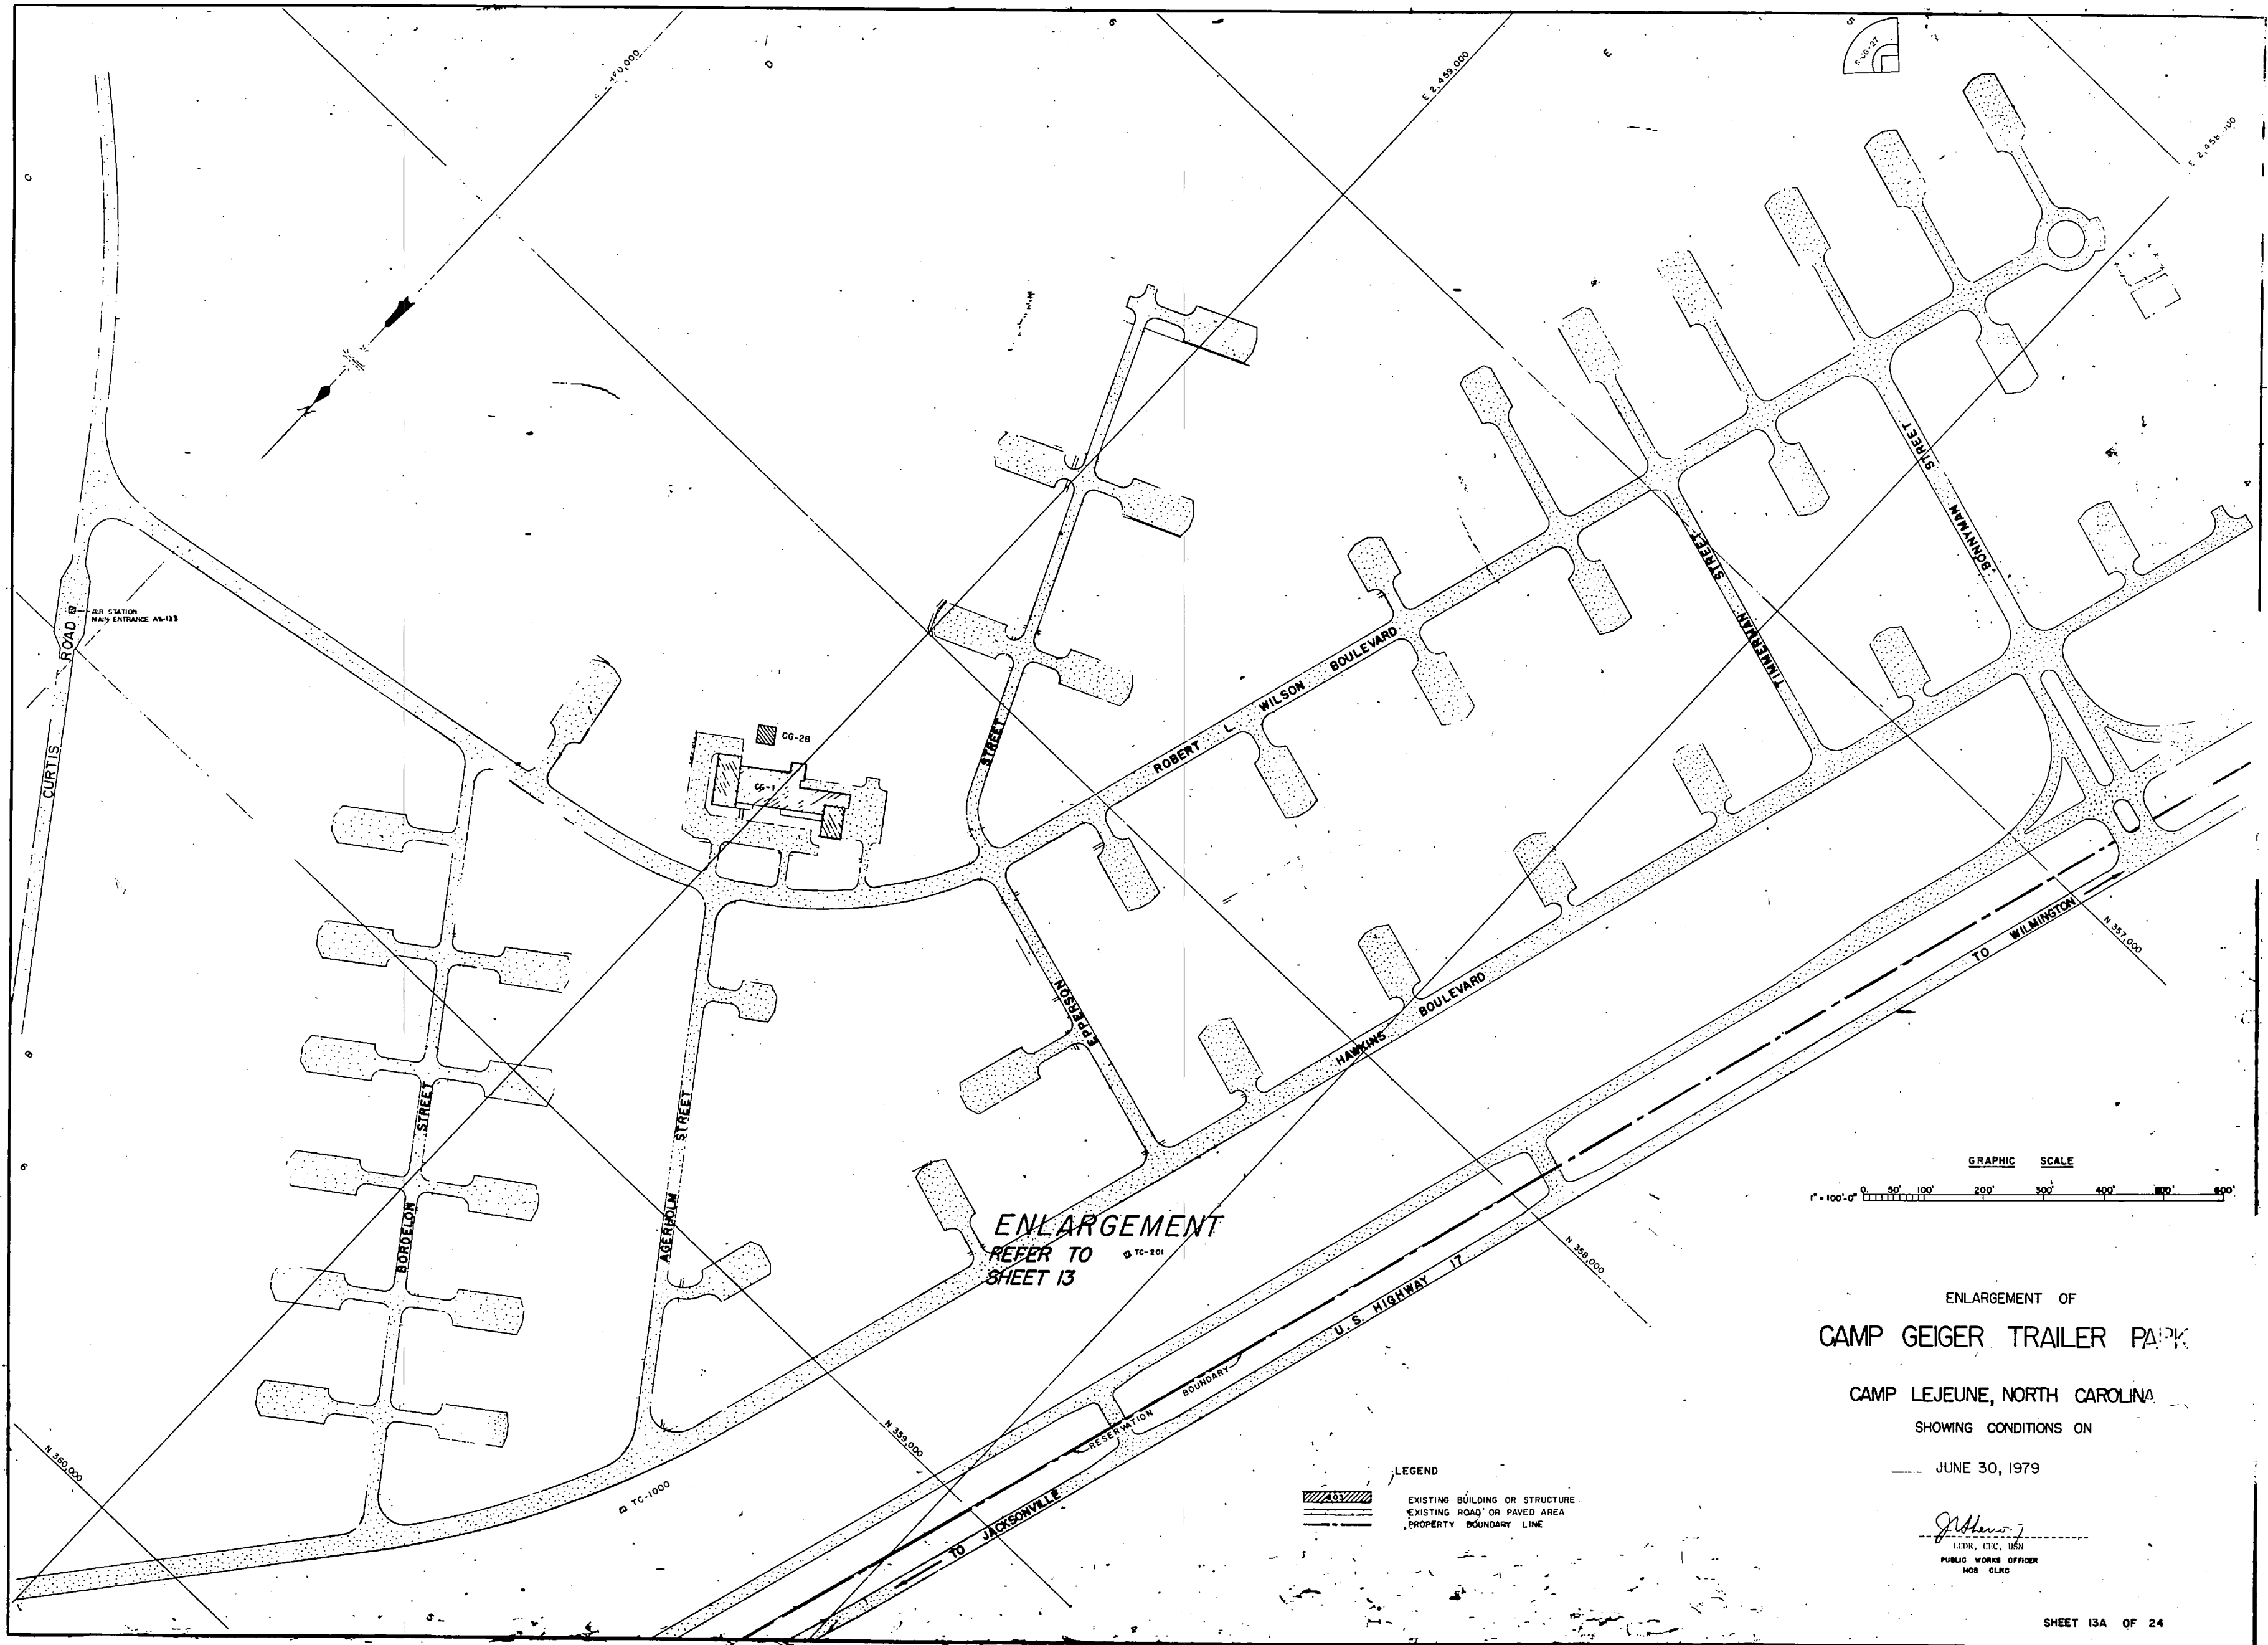 D
6
E
5
E 2,459,000
C
AIR STATION
MAIN ENTRANCE AS-133
CURTIS ROAD
CG-28
CG-1
STREET
EPPERSON
ROBERT L. WILSON BOULEVARD
TIMMERMAN STREET
BONNYMAN STREET
HAWKINS BOULEVARD
BORDELON STREET
AGERHOLM STREET
B
6
N
ENLARGEMENT
REFER TO
SHEET 13
TC-201
TC-1000
N 360,000
N 359,000
N 358,000
N 357,000
TO WILMINGTON
U. S. HIGHWAY 17
RESERVATION BOUNDARY
TO JACKSONVILLE
GRAPHIC SCALE
1" = 100'-0" 0 50' 100' 200' 300' 400' 600'
ENLARGEMENT OF
CAMP GEIGER TRAILER PARK
CAMP LEJEUNE, NORTH CAROLINA
SHOWING CONDITIONS ON
JUNE 30, 1979
LCDR, CEC, USN
PUBLIC WORKS OFFICER
MCB CLNC
LEGEND
EXISTING BUILDING OR STRUCTURE
EXISTING ROAD OR PAVED AREA
PROPERTY BOUNDARY LINE
SHEET 13A OF 24